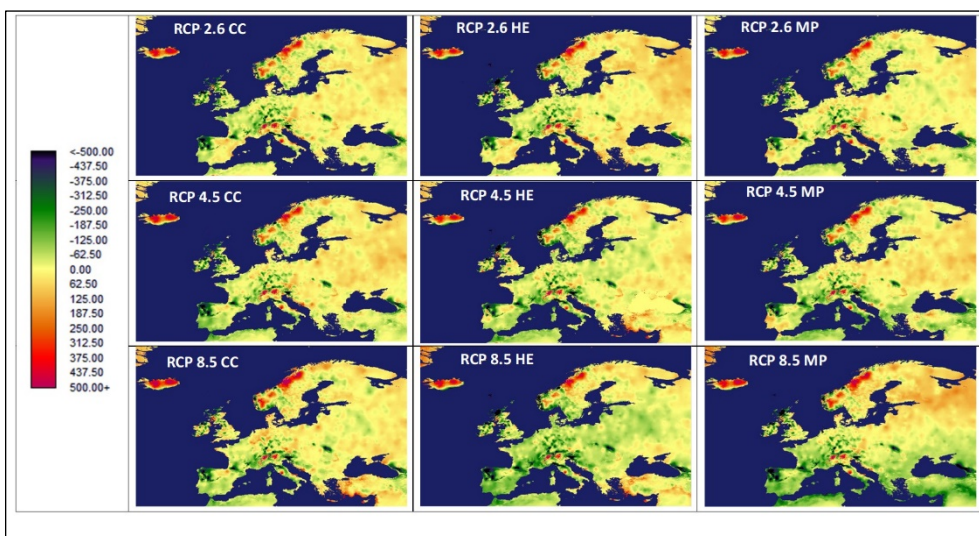 RCP 2.6 CC
RCP 2.6 HE
RCP 2.6 MP
<-500.00
-437.50
-375.00
-312.50
-250.00
-187.50
-125.00
-62.50
0.00
62.50
125.00
187.50
250.00
312.50
375.00
437.50
500.00+
RCP 4.5 CC
RCP 4.5 HE
RCP 4.5 MP
RCP 8.5 CC
RCP 8.5 HE
RCP 8.5 MP